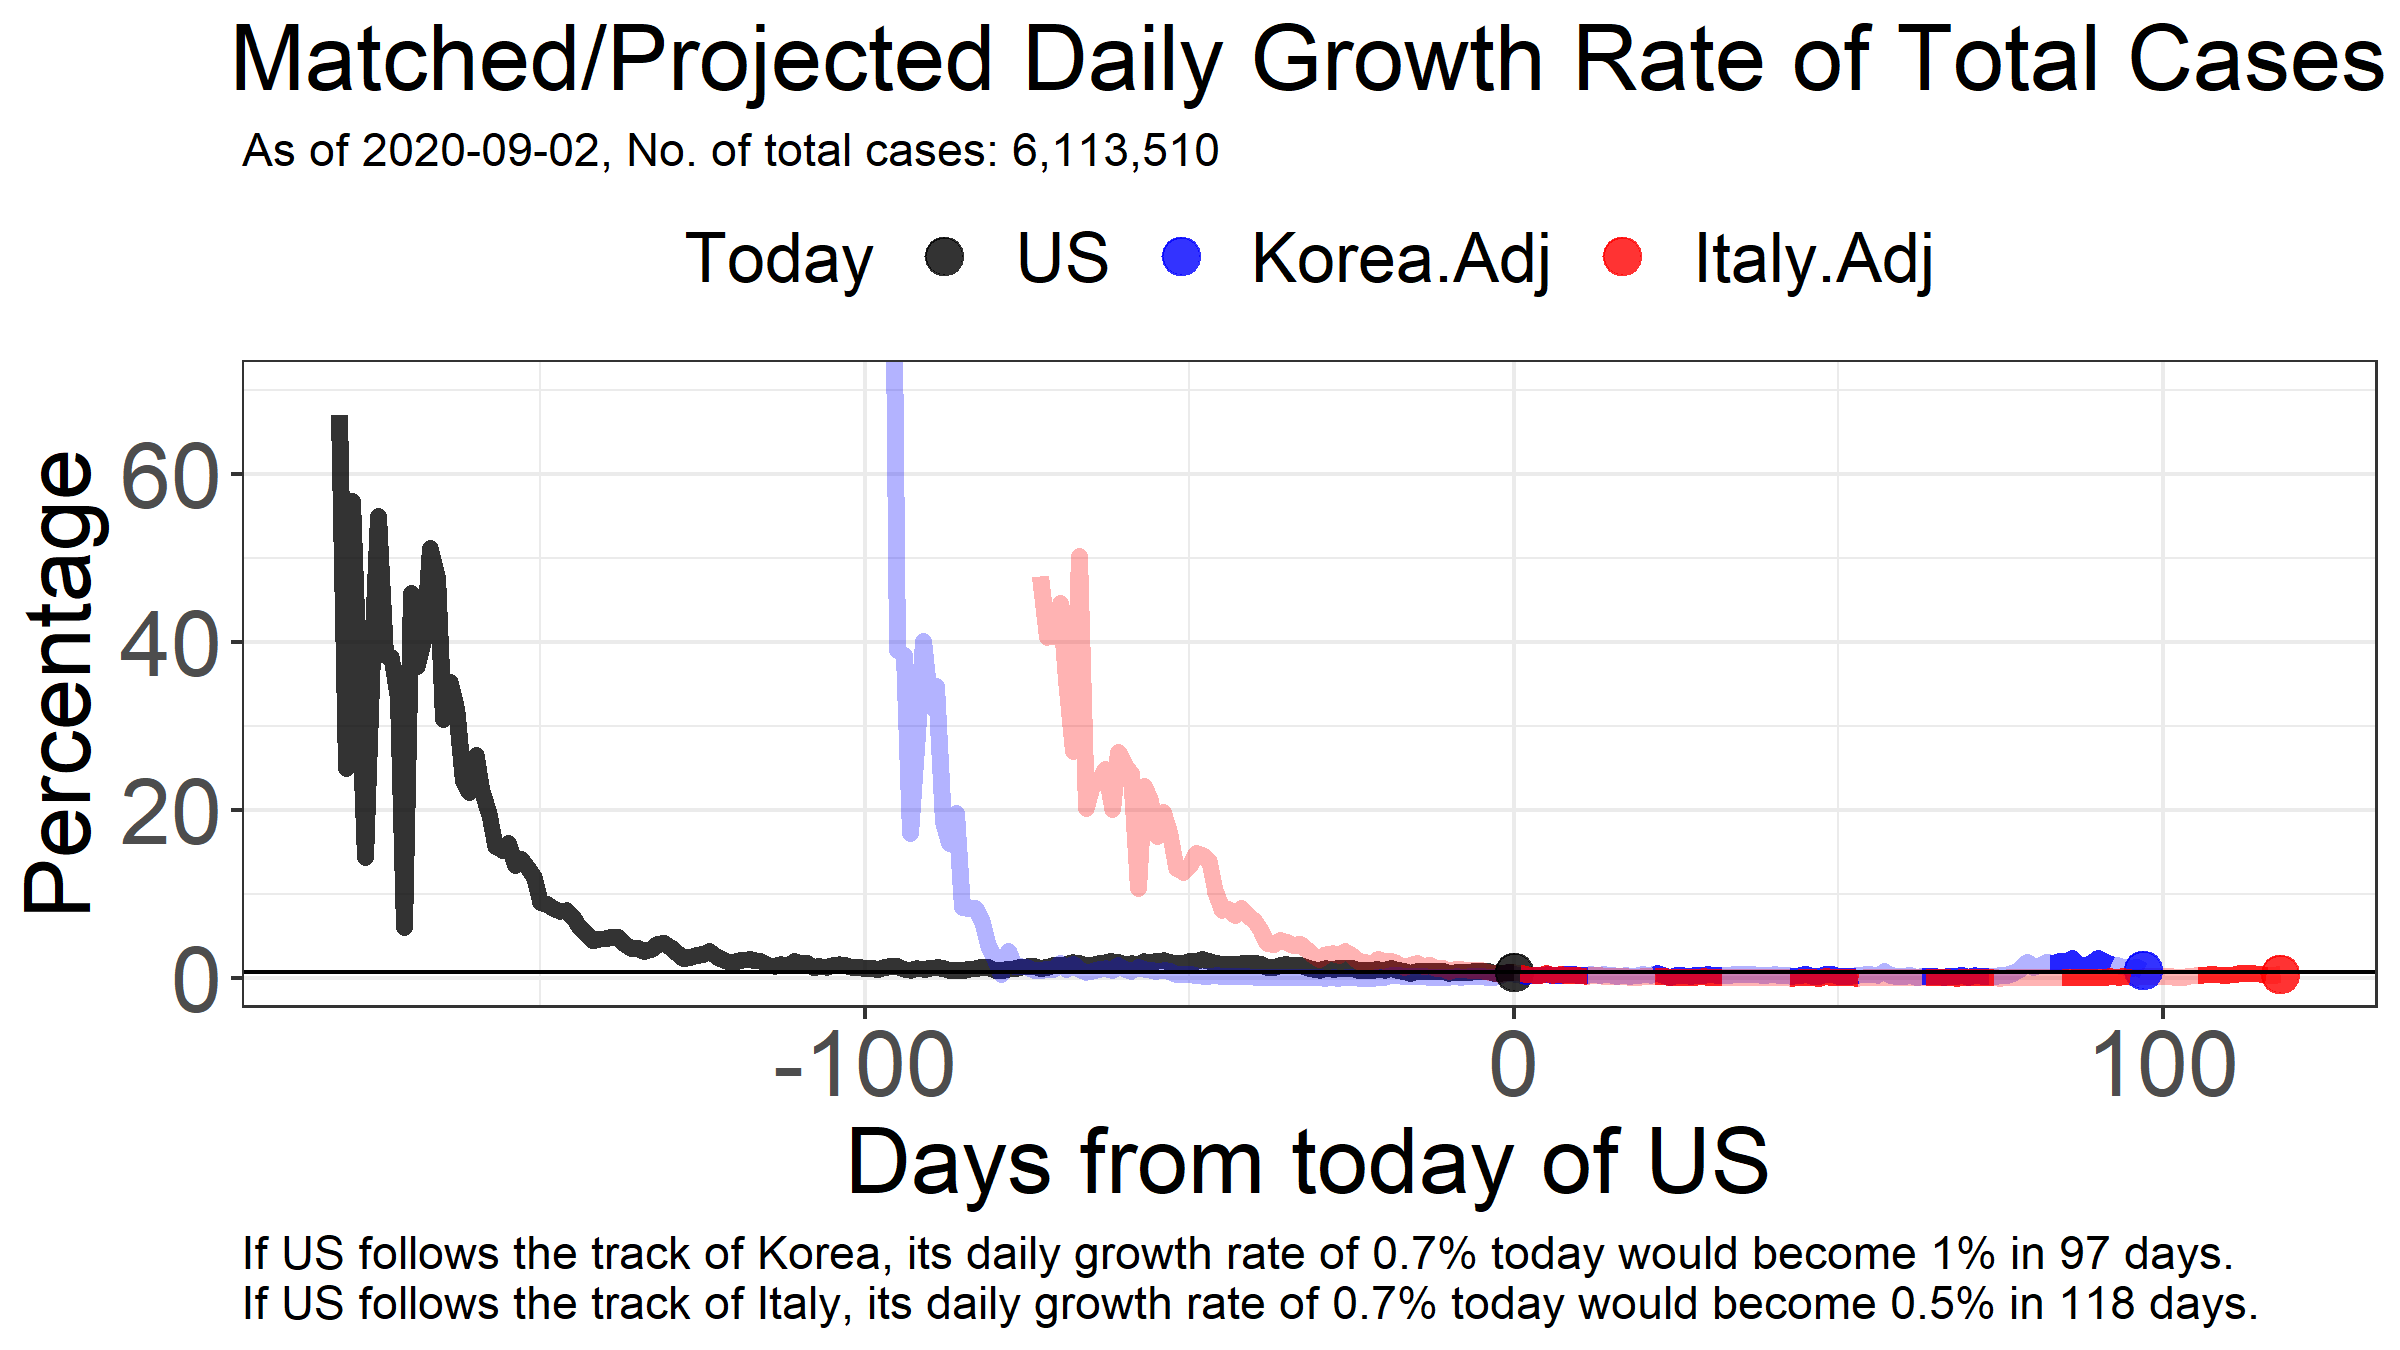 Matched/Projected Daily Growth Rate of Total Cases
As of 2020-09-02, No. of total cases: 6,113,510
Today US Korea.Adj Italy.Adj
Percentage
60
40
20
0
-100 0 100
Days from today of US
If US follows the track of Korea, its daily growth rate of 0.7% today would become 1% in 97 days.
If US follows the track of Italy, its daily growth rate of 0.7% today would become 0.5% in 118 days.